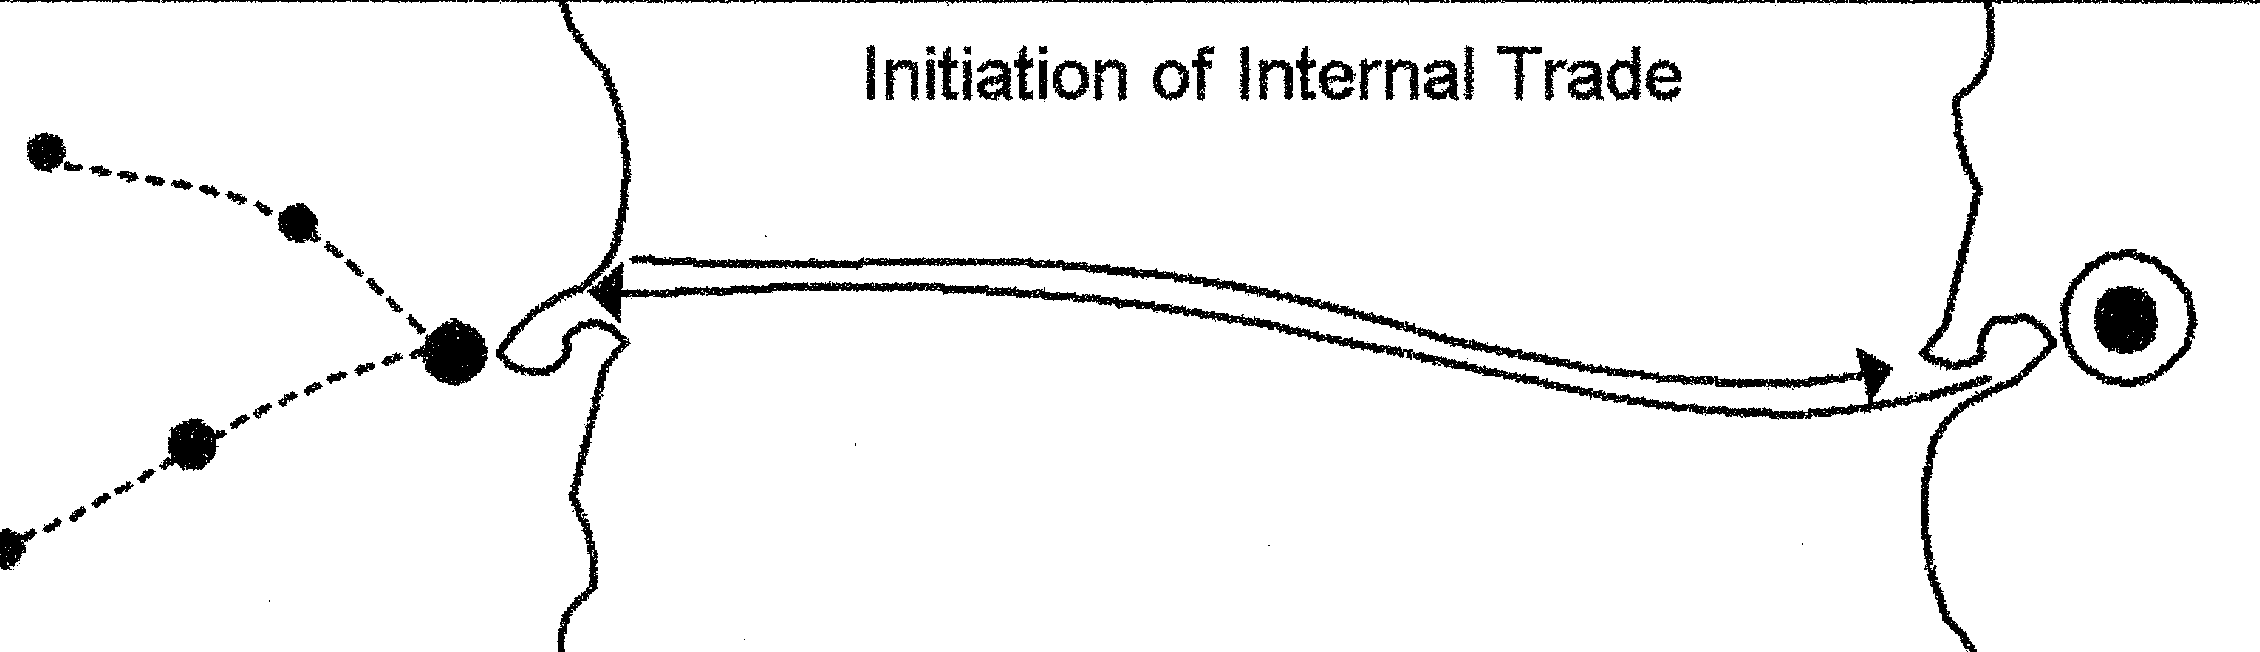 Initiation of Internal Trade